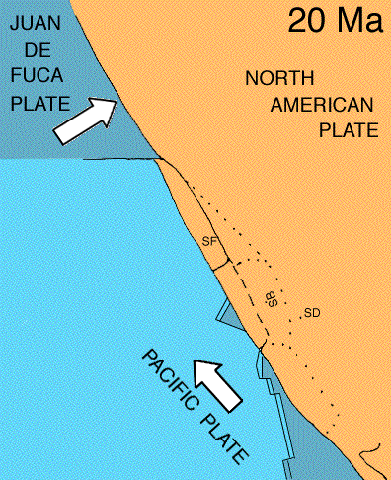 20 Ma
JUAN
DE
FUCA
PLATE
NORTH
AMERICAN
PLATE
SF
SB
SD
PACIFIC PLATE